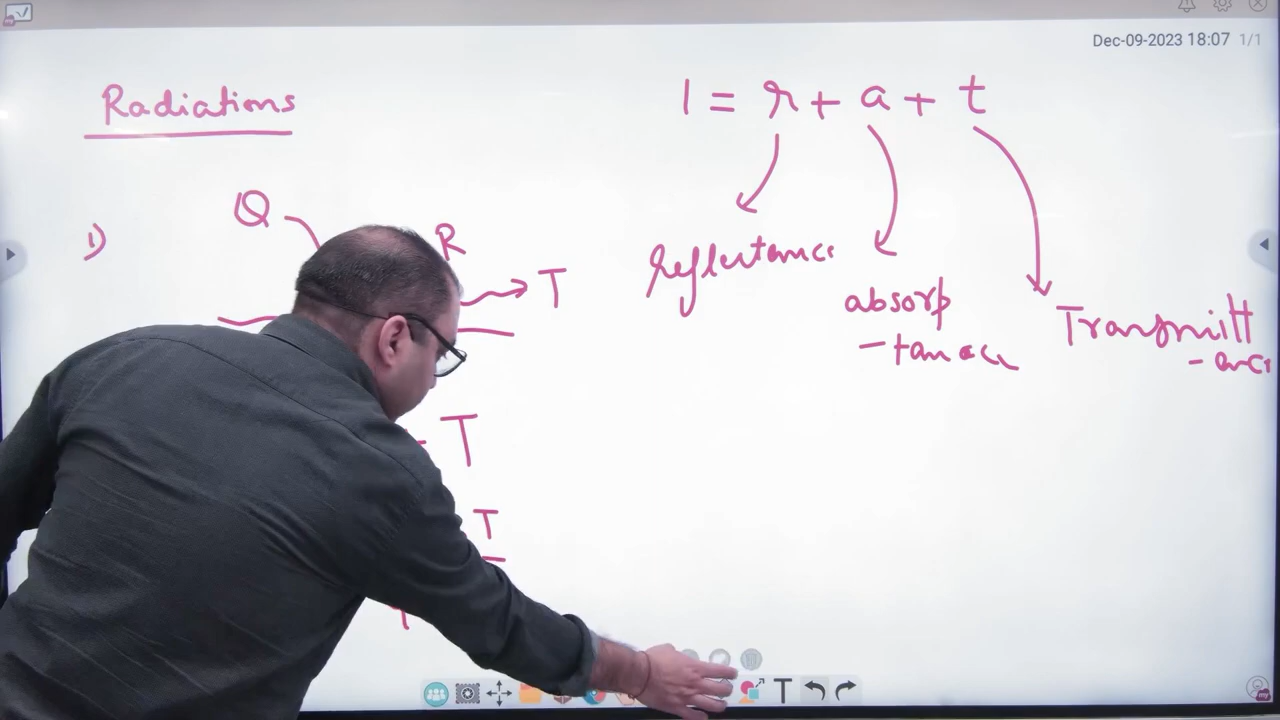 Dec-09-2023 18:07 1/1
Radiations
1 = r + a + t
1)
Q
R
T
reflectance
absorp
-tance
Transmitt
-ance
T
T
T